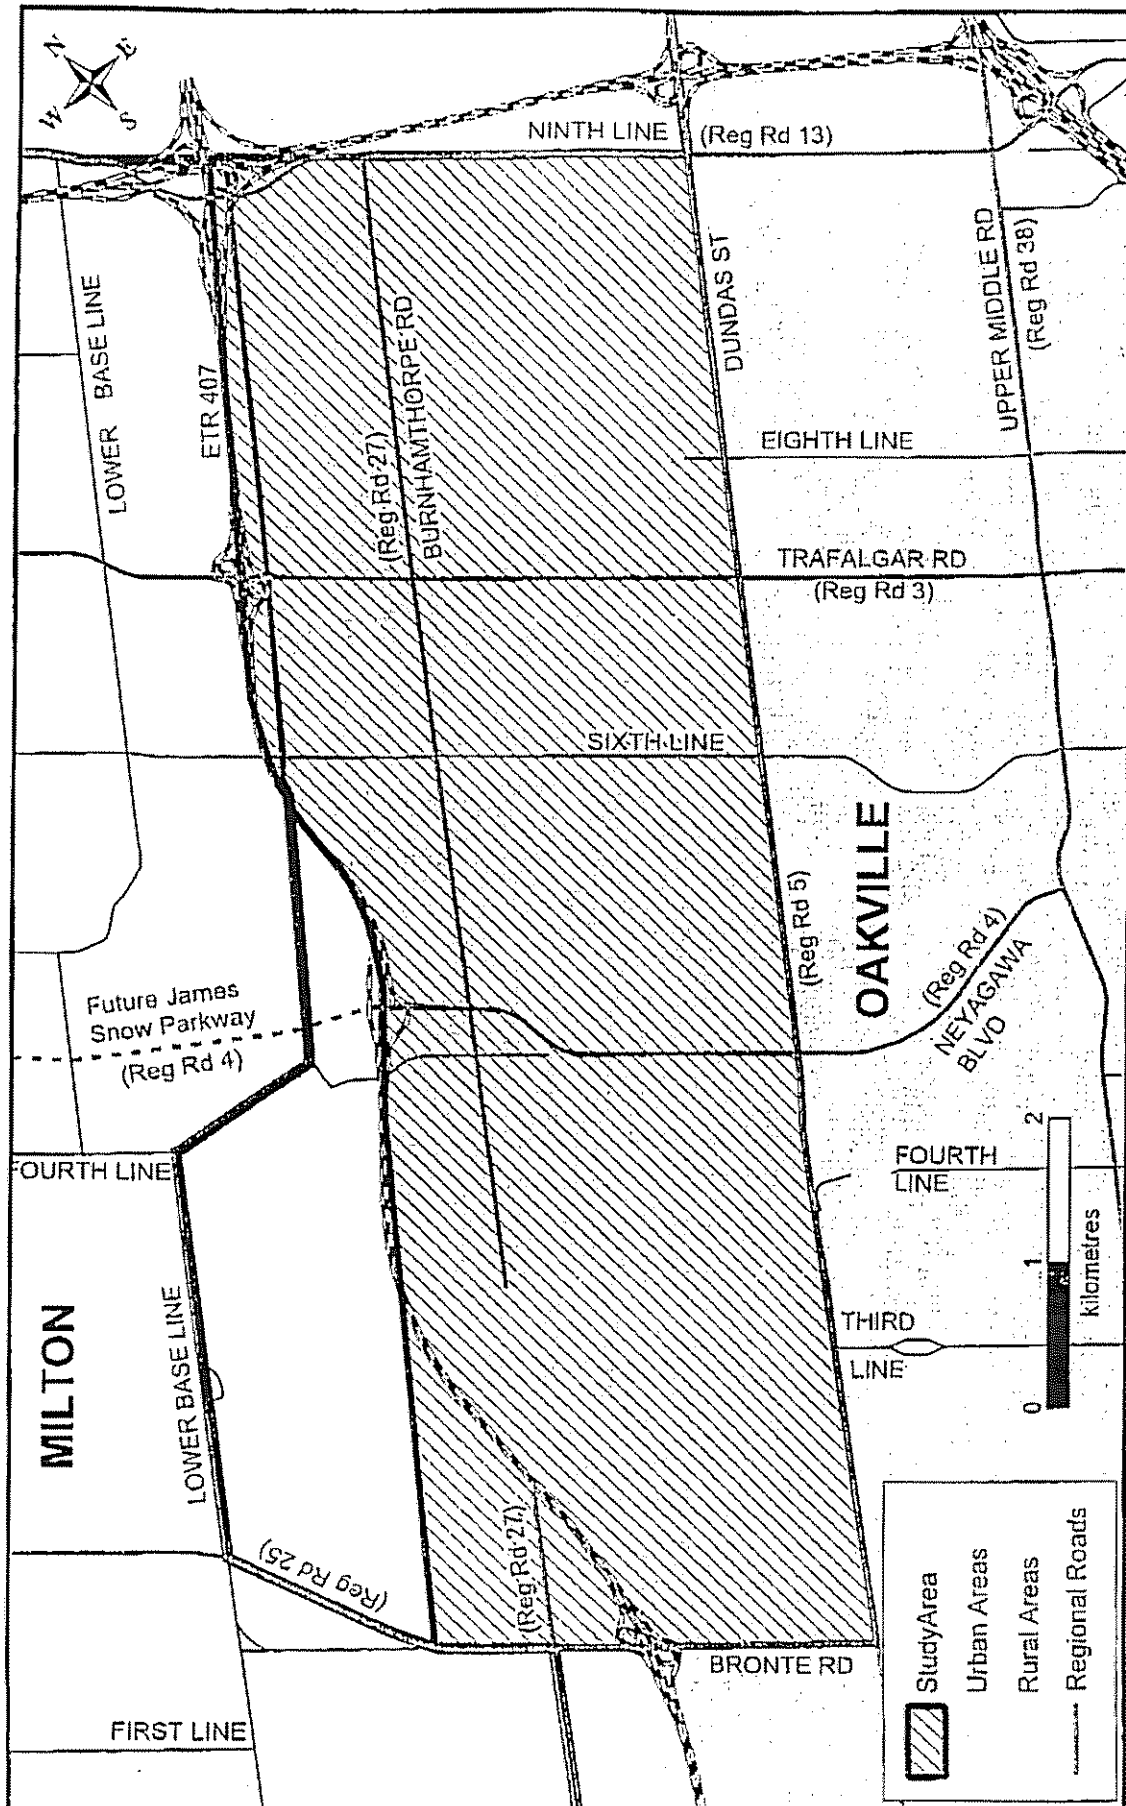 N
E
W
S
NINTH LINE
(Reg Rd 13)
LOWER BASE LINE
ETR 407
(Reg Rd 27)
BURNHAMTHORPE RD
DUNDAS ST
UPPER MIDDLE RD
(Reg Rd 38)
EIGHTH LINE
TRAFALGAR RD
(Reg Rd 3)
SIXTH LINE
(Reg Rd 5)
OAKVILLE
(Reg Rd 4)
NEYAGAWA
BLVD
Future James
Snow Parkway
(Reg Rd 4)
FOURTH LINE
FOURTH
LINE
MILTON
LOWER BASE LINE
THIRD
LINE
0 1 2
kilometres
(Reg Rd 25)
(Reg Rd 27)
BRONTE RD
FIRST LINE
StudyArea
Urban Areas
Rural Areas
Regional Roads